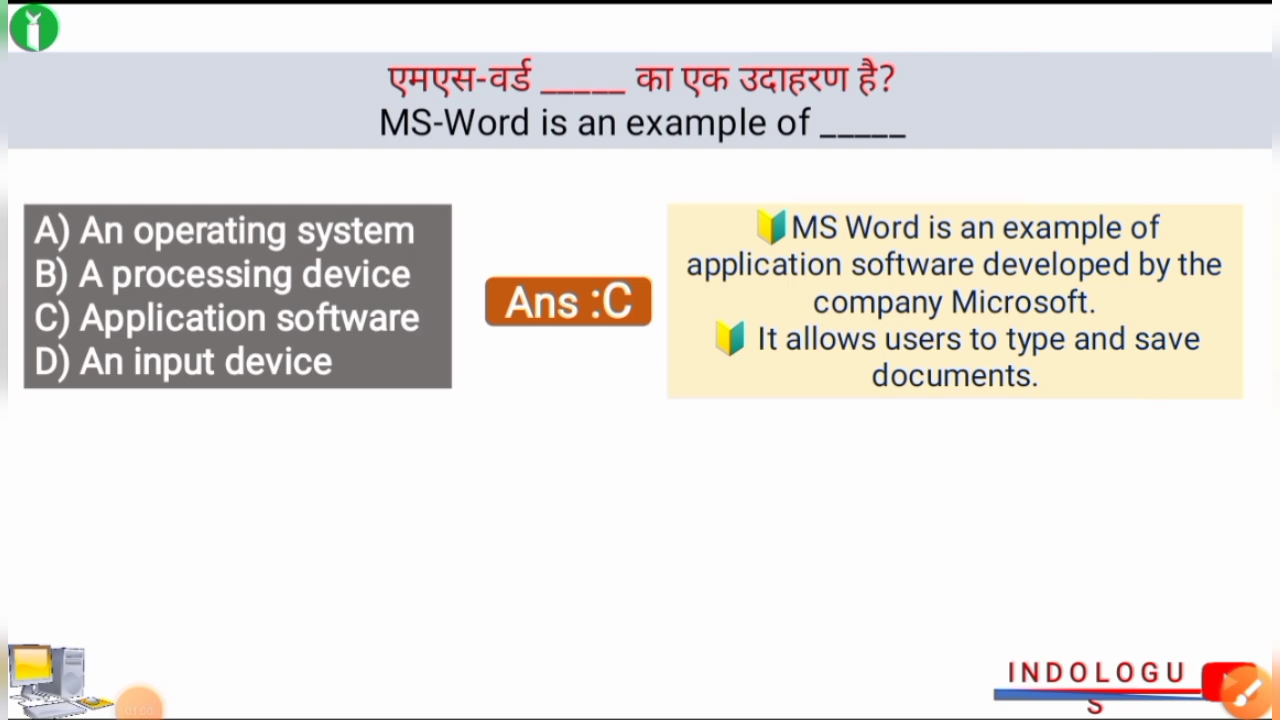 एमएस-वर्ड _____ का एक उदाहरण है?
MS-Word is an example of _____
A) An operating system
B) A processing device
C) Application software
D) An input device
Ans :C
MS Word is an example of
application software developed by the
company Microsoft.
It allows users to type and save
documents.
INDOLOGU
S